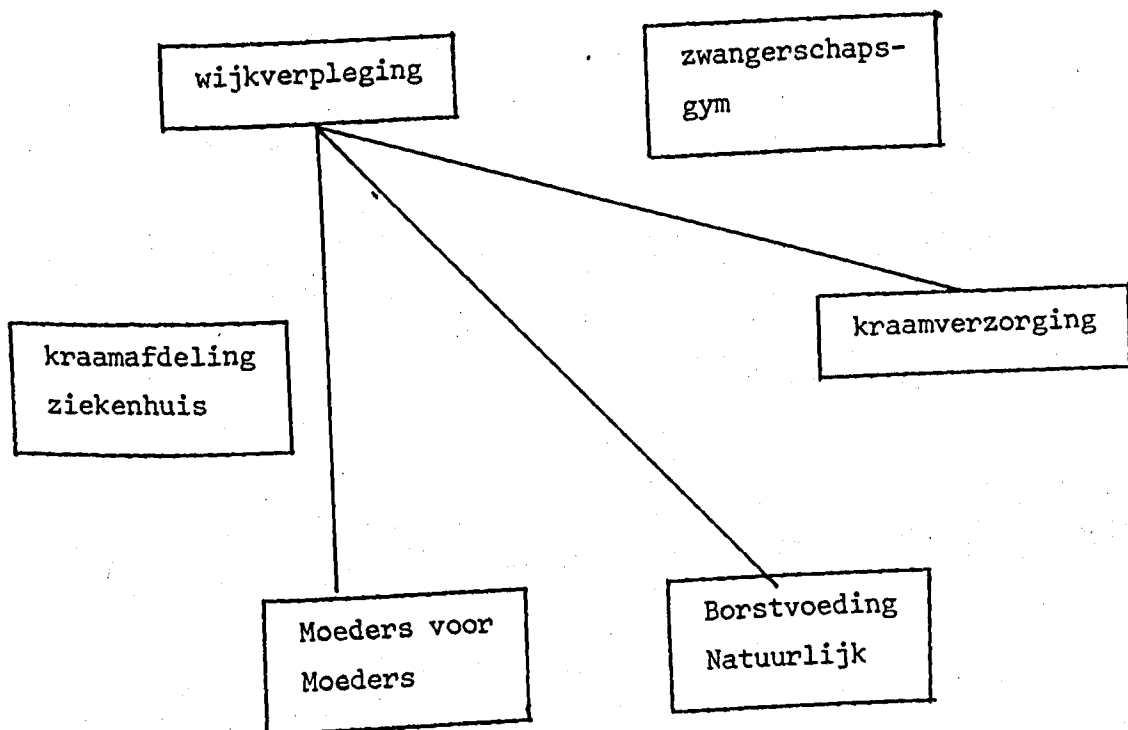 wijkverpleging
zwangerschaps-
gym
kraamverzorging
kraamafdeling
ziekenhuis
Moeders voor
Moeders
Borstvoeding
Natuurlijk